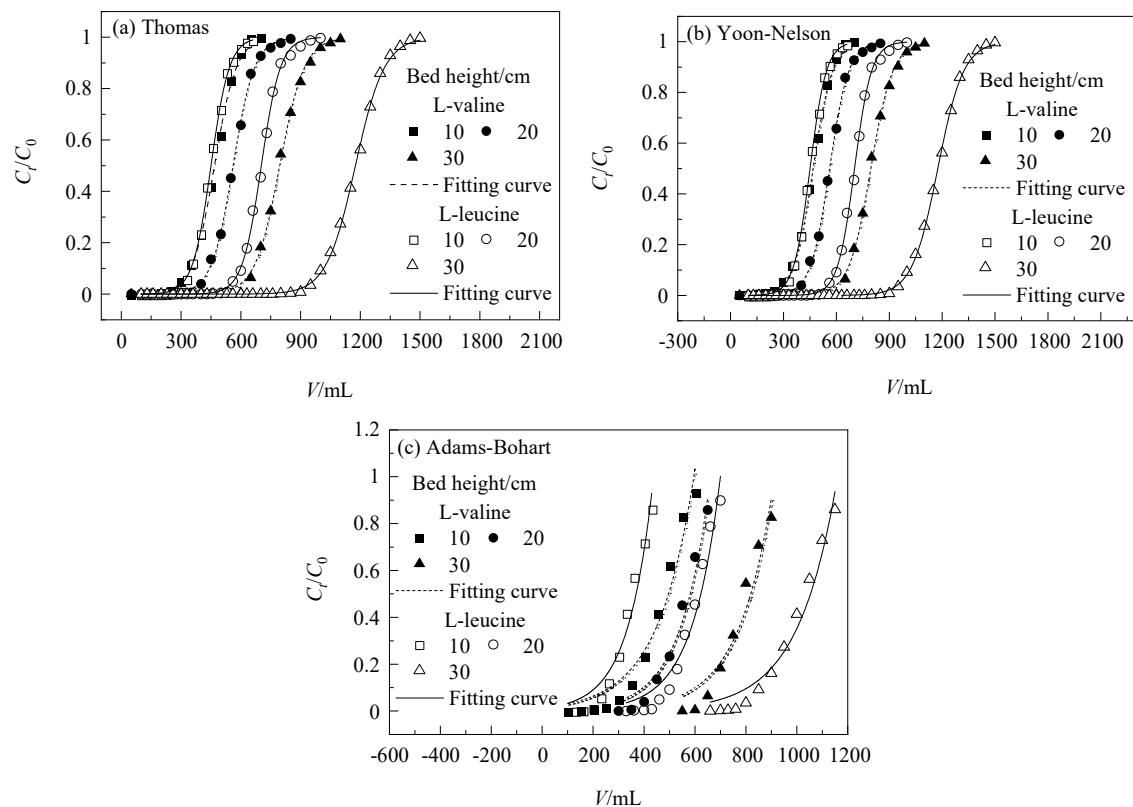 (a) Thomas
1
0.8
0.6
0.4
0.2
0
C_t/C_0
Bed height/cm
L-valine
10 20
30
Fitting curve
L-leucine
10 20
30
Fitting curve
0 300 600 900 1200 1500 1800 2100
V/mL
(b) Yoon-Nelson
1
0.8
0.6
0.4
0.2
0
C_t/C_0
Bed height/cm
L-valine
10 20
30
Fitting curve
L-leucine
10 20
30
Fitting curve
-300 0 300 600 900 1200 1500 1800 2100
V/mL
(c) Adams-Bohart
1.2
1
0.8
0.6
0.4
0.2
0
C_t/C_0
Bed height/cm
L-valine
10 20
30
Fitting curve
L-leucine
10 20
30
Fitting curve
-600 -400 -200 0 200 400 600 800 1000 1200
V/mL